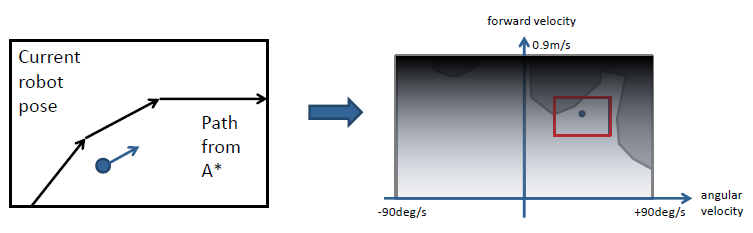 Current
robot
pose
Path
from
A*
forward velocity
0.9m/s
angular
velocity
-90deg/s
+90deg/s